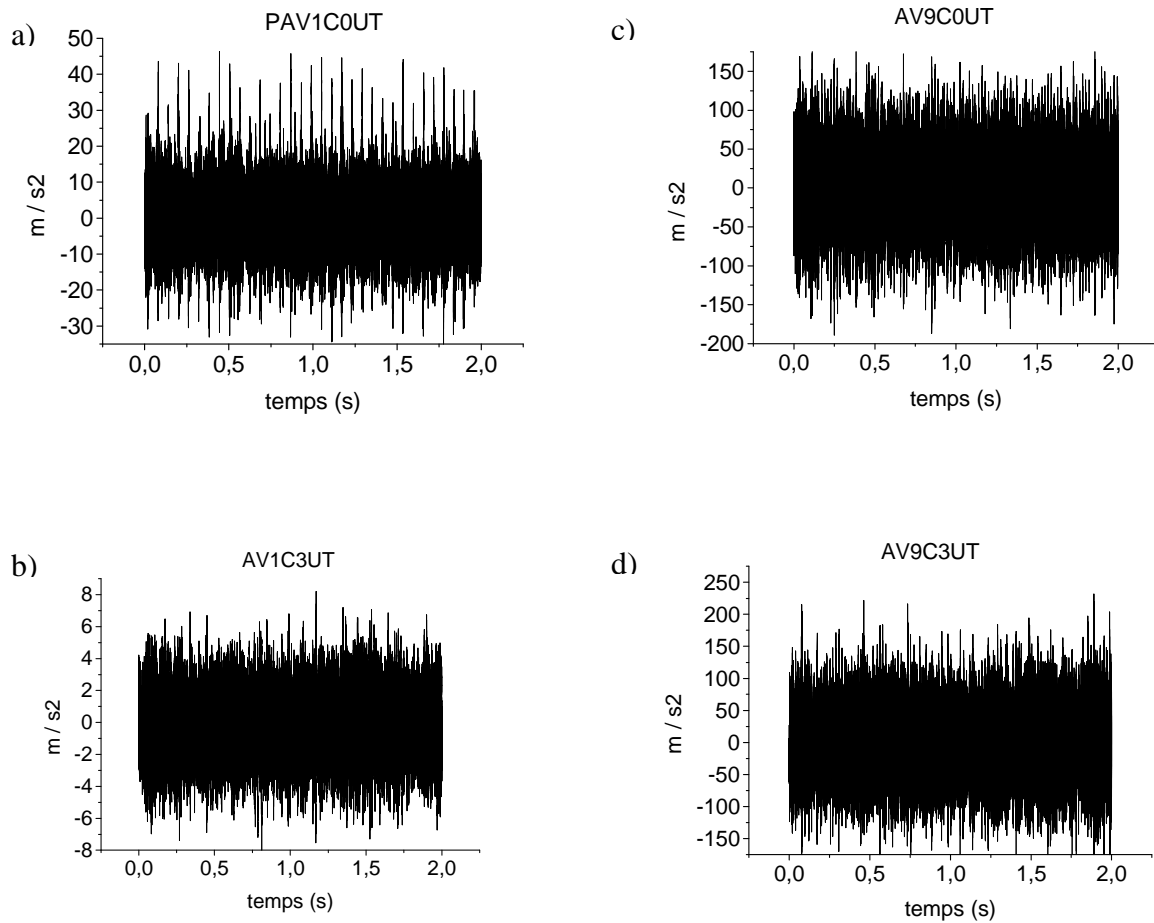 a)
PAV1C0UT
50
40
30
20
10
0
-10
-20
-30
m / s2
0,0 0,5 1,0 1,5 2,0
temps (s)
c)
AV9C0UT
150
100
50
0
-50
-100
-150
-200
m / s2
0,0 0,5 1,0 1,5 2,0
temps (s)
b)
AV1C3UT
8
6
4
2
0
-2
-4
-6
-8
m / s2
0,0 0,5 1,0 1,5 2,0
temps (s)
d)
AV9C3UT
250
200
150
100
50
0
-50
-100
-150
m / s2
0,0 0,5 1,0 1,5 2,0
temps (s)